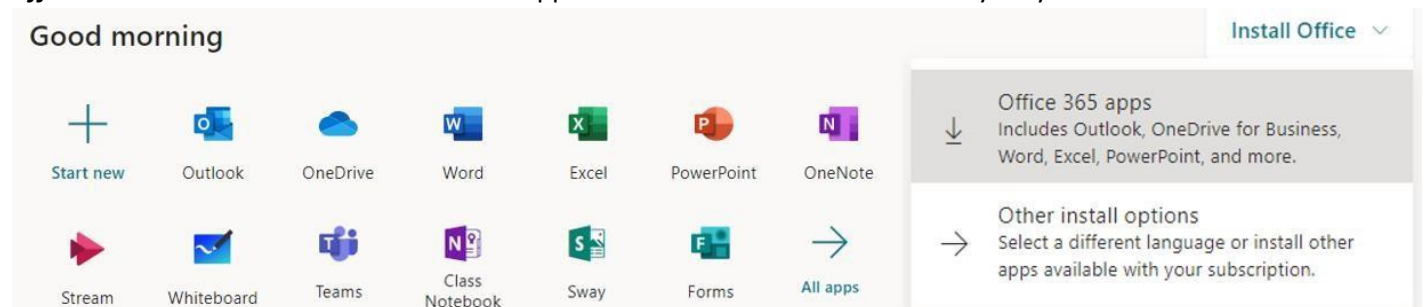 Good morning
Install Office
Start new
Outlook
OneDrive
Word
Excel
PowerPoint
OneNote
Office 365 apps
Includes Outlook, OneDrive for Business,
Word, Excel, PowerPoint, and more.
Stream
Whiteboard
Teams
Class
Notebook
Sway
Forms
All apps
Other install options
Select a different language or install other
apps available with your subscription.